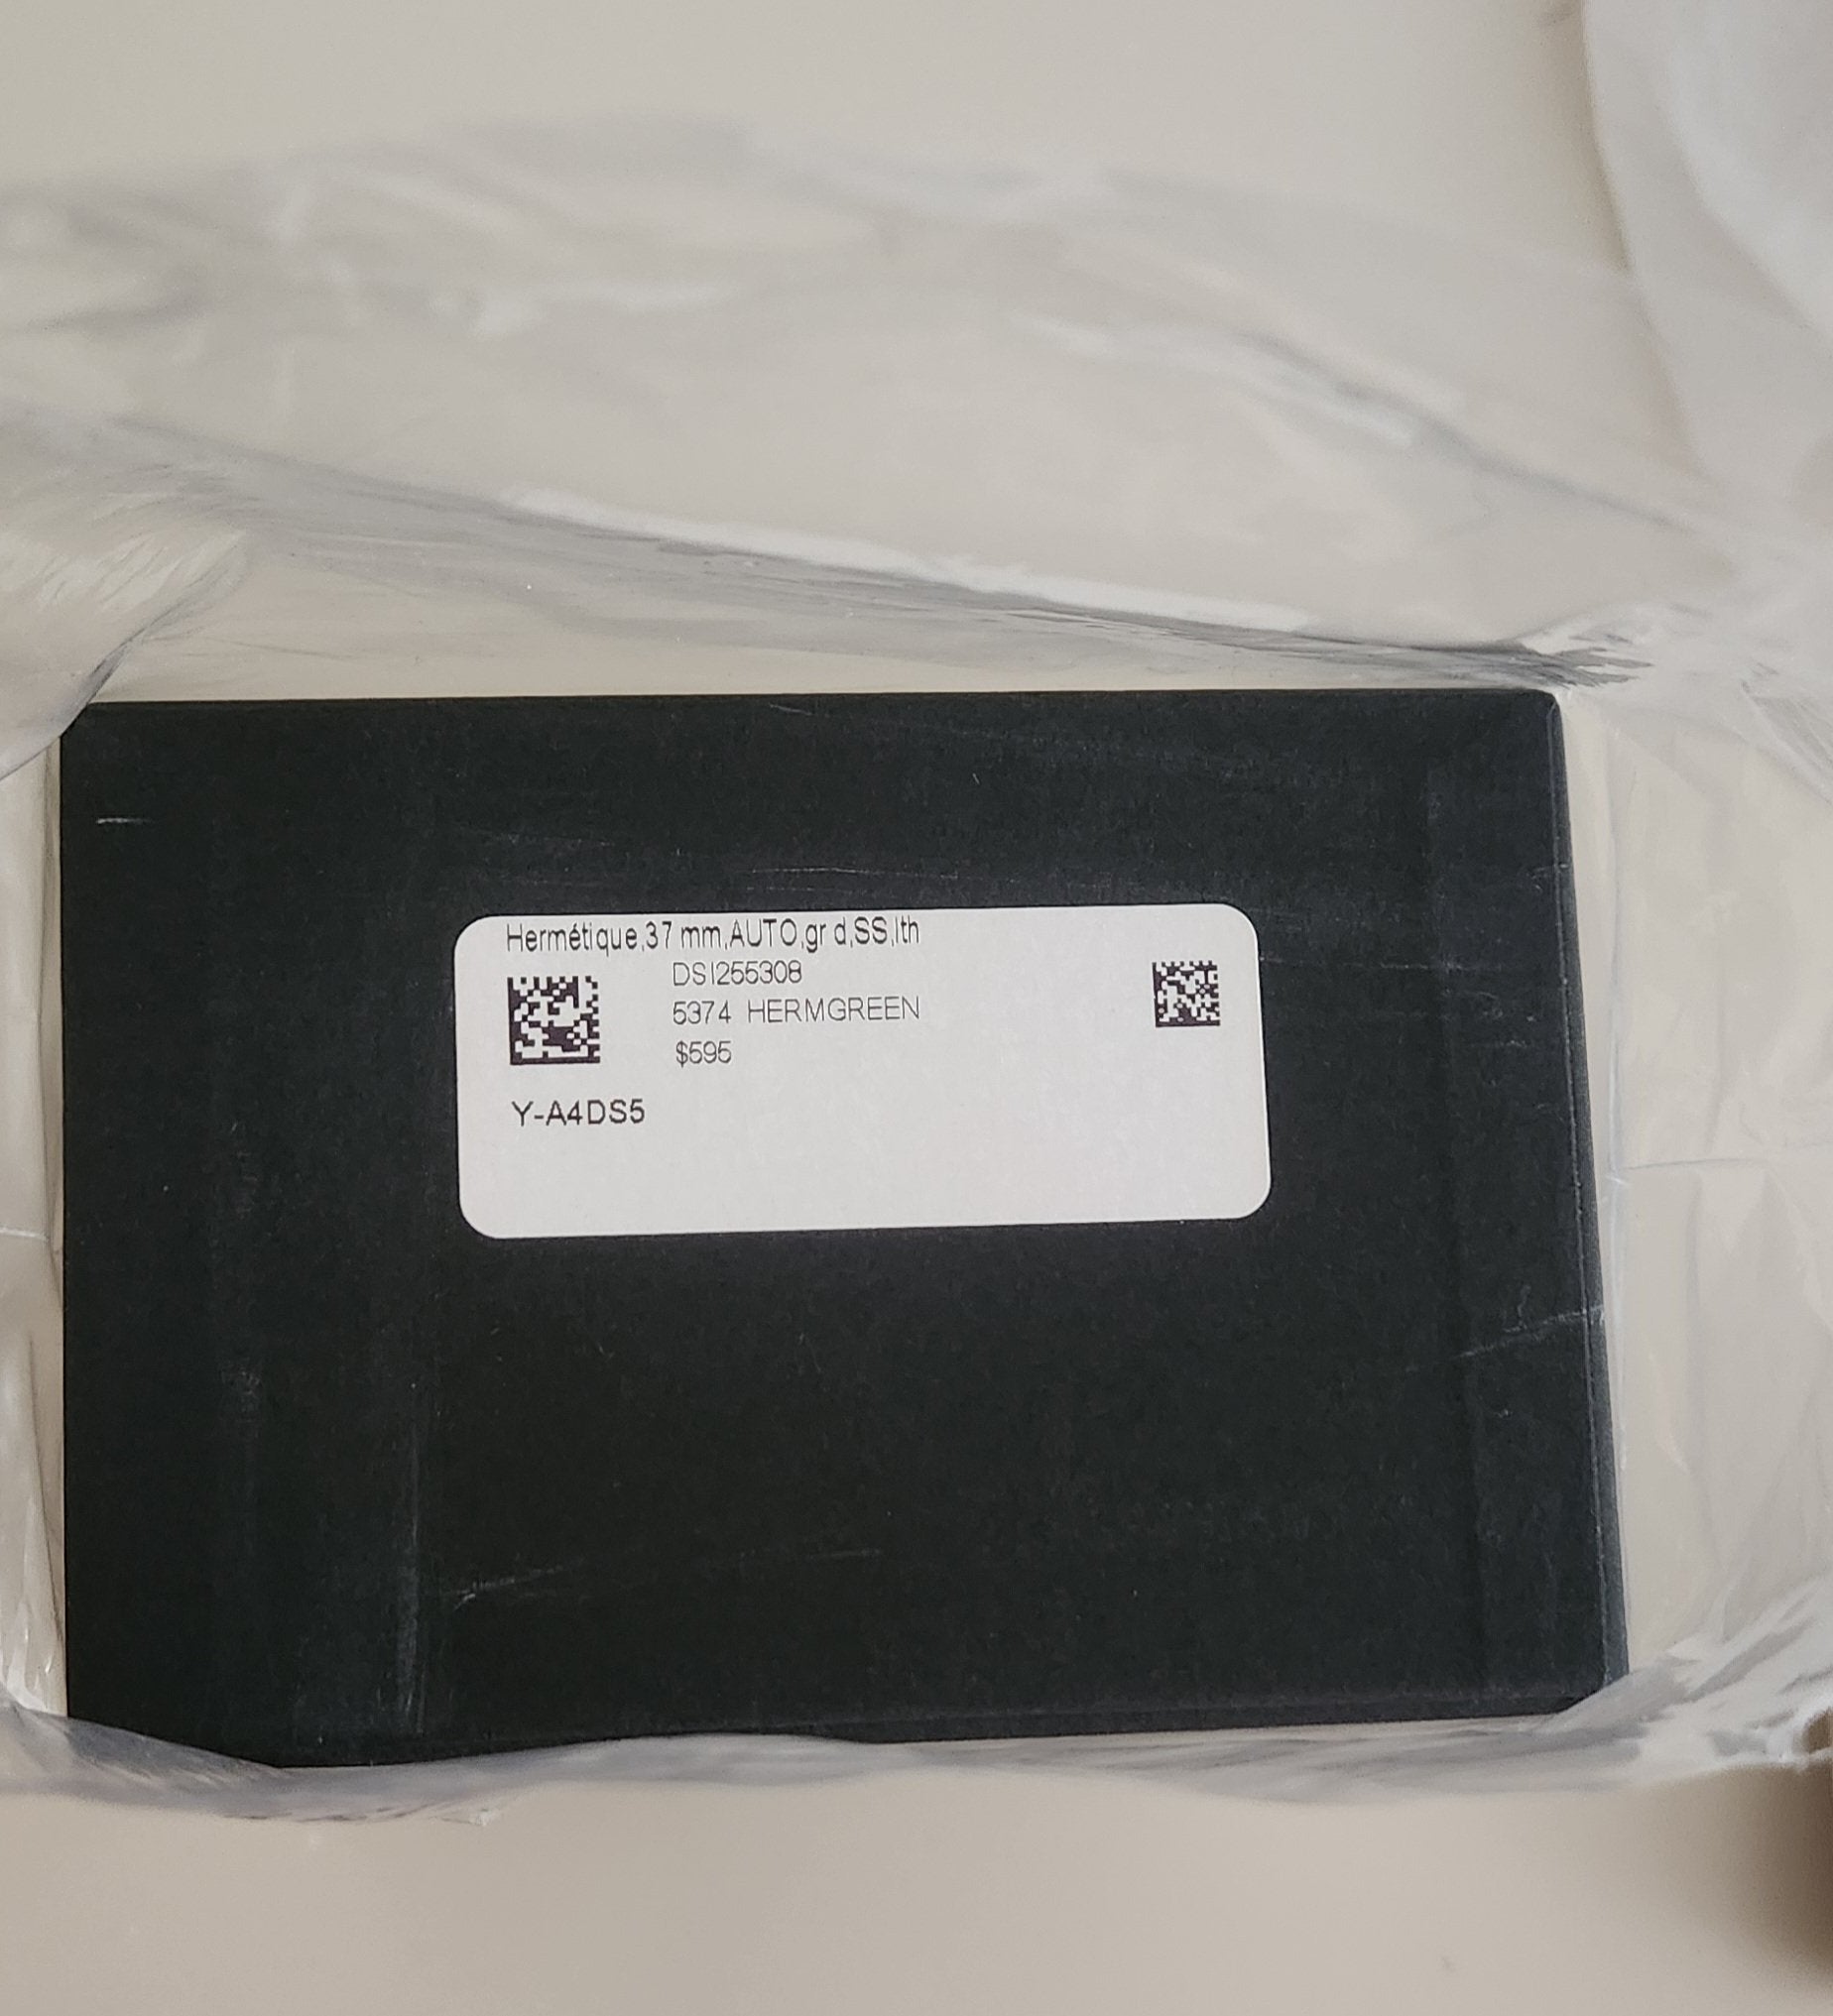 Hermétique,37 mm,AUTO,gr d,SS,lth
DSI255308
5374 HERMGREEN
$595
Y-A4DS5